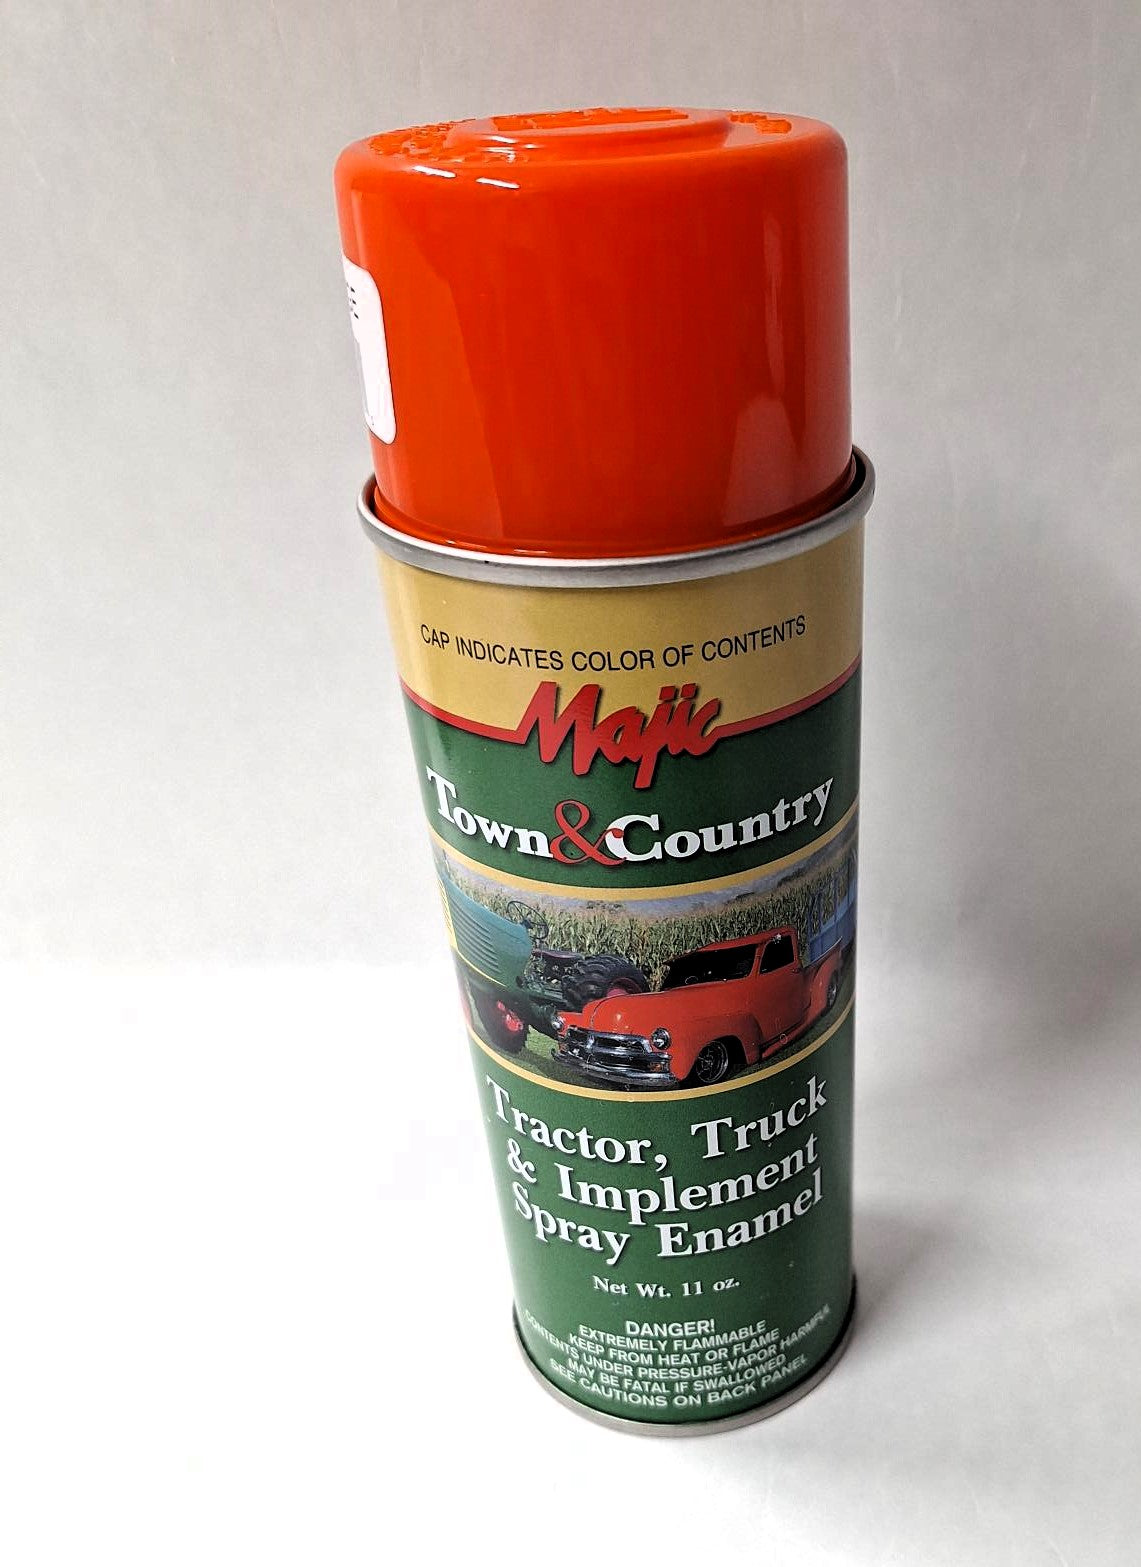 CAP INDICATES COLOR OF CONTENTS
Majic
Town & Country
Tractor, Truck
& Implement
Spray Enamel
Net Wt. 11 oz.
DANGER!
EXTREMELY FLAMMABLE
KEEP FROM HEAT OR FLAME
CONTENTS UNDER PRESSURE-VAPOR HARMFUL
MAY BE FATAL IF SWALLOWED
SEE CAUTIONS ON BACK PANEL